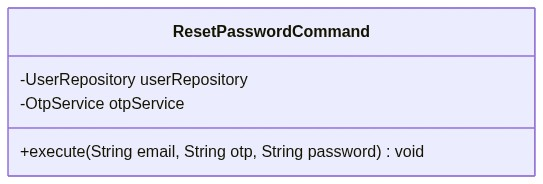 ResetPasswordCommand
-UserRepository userRepository
-OtpService otpService
+execute(String email, String otp, String password) : void